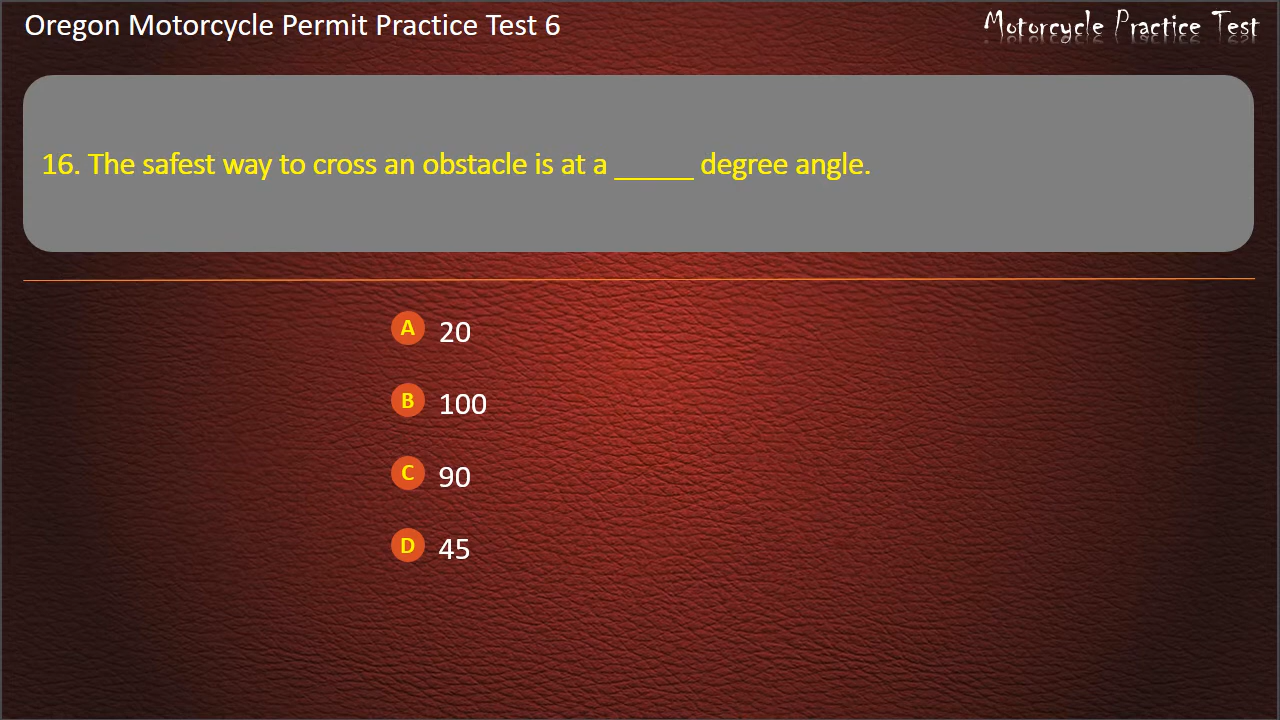 Oregon Motorcycle Permit Practice Test 6
Motorcycle Practice Test
16. The safest way to cross an obstacle is at a _____ degree angle.
A 20
B 100
C 90
D 45